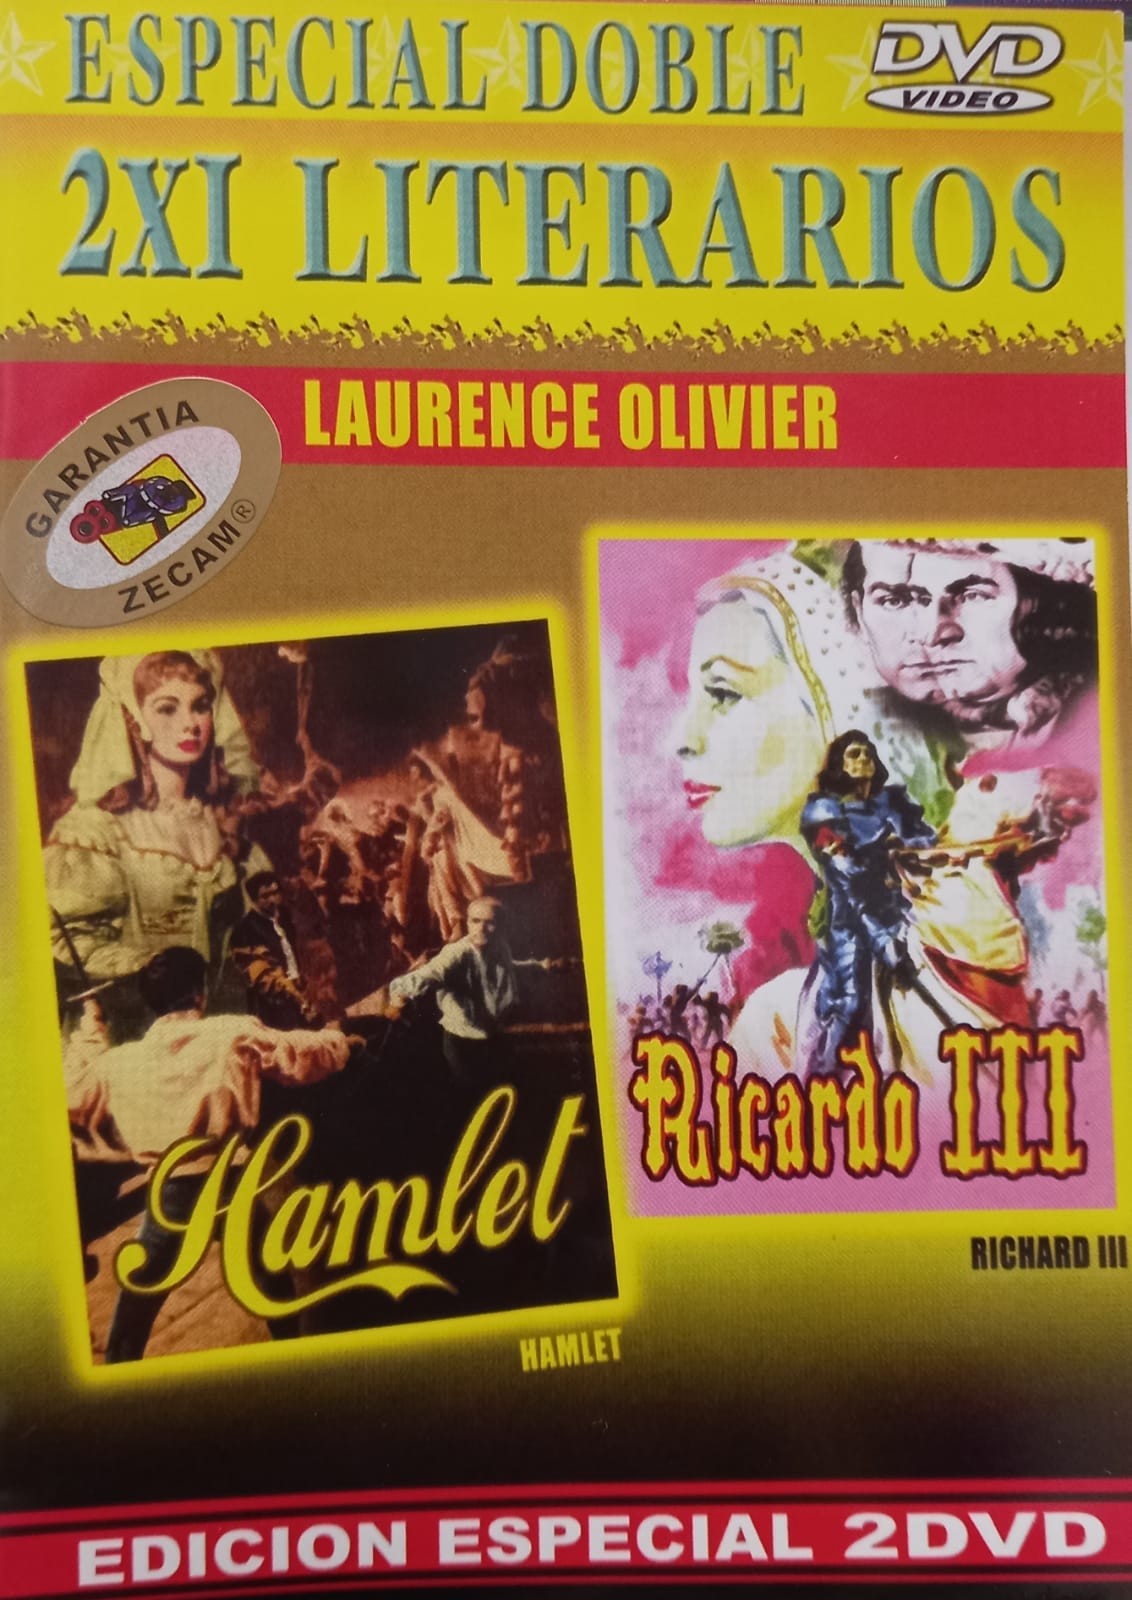 ESPECIAL DOBLE
DVD
VIDEO
2XI LITERARIOS
LAURENCE OLIVIER
GARANTIA
ZECAM®
Hamlet
HAMLET
Ricardo III
RICHARD III
EDICION ESPECIAL 2DVD